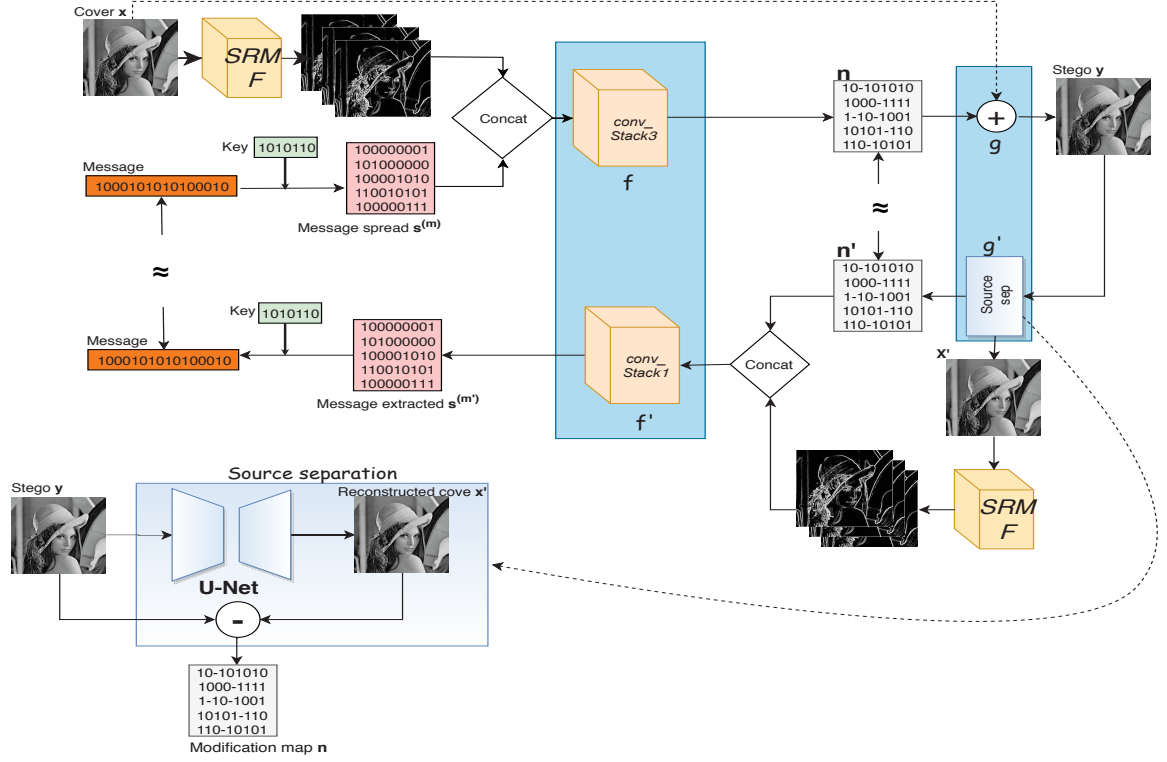 Cover x
SRM
F
Concat
conv_
Stack3
f
n
10-101010
1000-1111
1-10-1001
10101-110
110-10101
+
g
Stego y
Key
1010110
Message
1000101010100010
100000001
101000000
100001010
110010101
100000111
Message spread s(m)
≈
≈
g'
Source
sep
n'
10-101010
1000-1111
1-10-1001
10101-110
110-10101
Key
1010110
Message
1000101010100010
100000001
101000000
100001010
110010101
100000111
Message extracted s(m')
conv_
Stack1
f'
Concat
X'
SRM
F
Source separation
Stego y
Reconstructed cove x'
U-Net
-
10-101010
1000-1111
1-10-1001
10101-110
110-10101
Modification map n